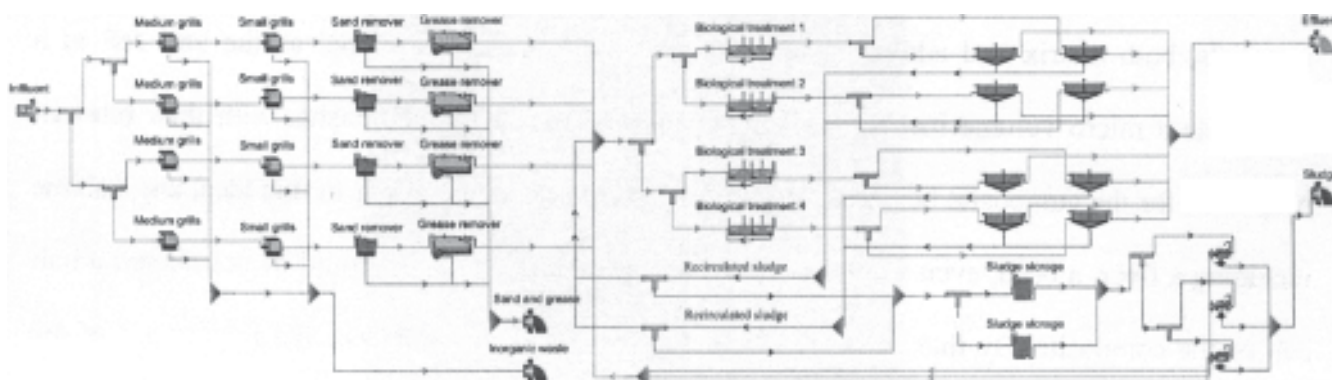 Medium grills
Small grills
Sand remover
Grease remover
Medium grills
Small grills
Sand remover
Grease remover
Influent
Medium grills
Small grills
Sand remover
Grease remover
Medium grills
Small grills
Sand remover
Grease remover
Sand and grease
Inorganic waste
Biological treatment 1
Biological treatment 2
Biological treatment 3
Biological treatment 4
Recirculated sludge
Recirculated sludge
Sludge storage
Sludge storage